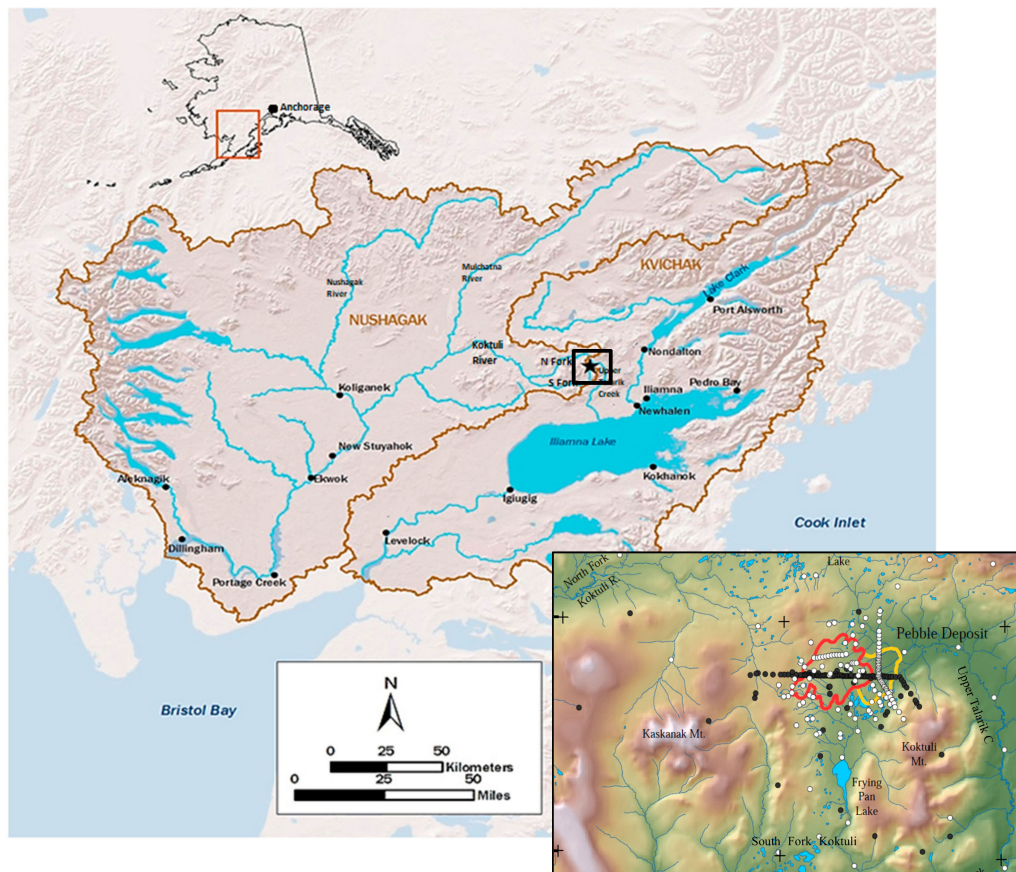 Anchorage
KVICHAK
Mulchatna
River
Nushagak
River
Lake Clark
Port Alsworth
NUSHAGAK
Koktuli
River
Nondalton
N Fork
S Fork
Upper
Creek
Koliganek
Iliamna
Pedro Bay
Newhalen
Iliamna Lake
New Stuyahok
Ekwok
Aleknagik
Kokhanok
Igiugig
Cook Inlet
Levelock
Dillingham
Portage Creek
Bristol Bay
N
0 25 50
Kilometers
0 25 50
Miles
North Fork
Koktuli R.
Lake
Pebble Deposit
Upper Talarik C
Kaskanak Mt.
Koktuli
Mt.
Frying
Pan
Lake
South Fork Koktuli